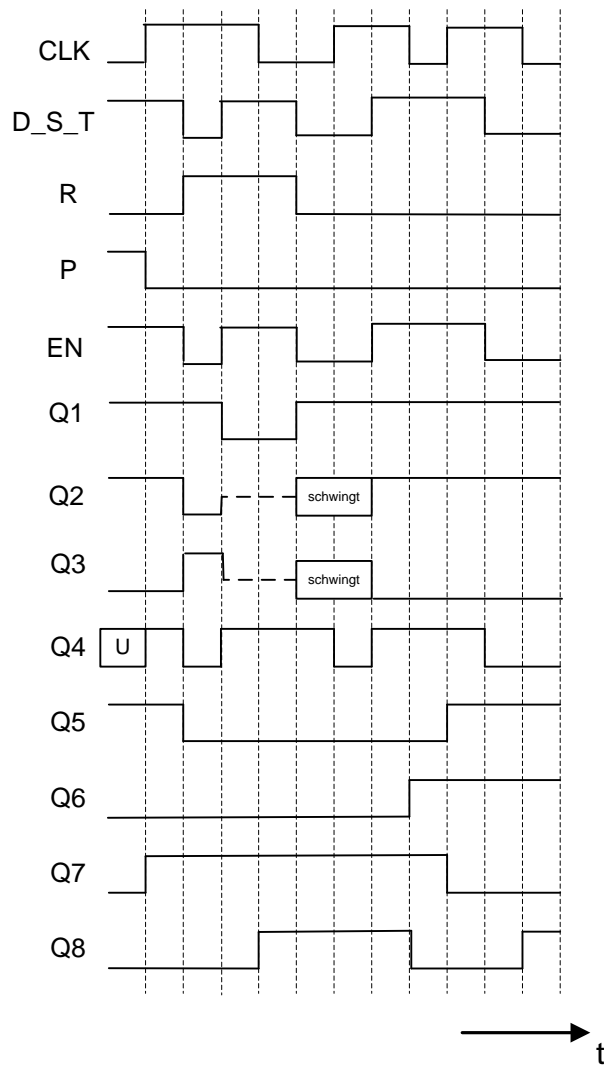 CLK
D_S_T
R
P
EN
Q1
Q2 schwingt
Q3 schwingt
Q4 U
Q5
Q6
Q7
Q8
t